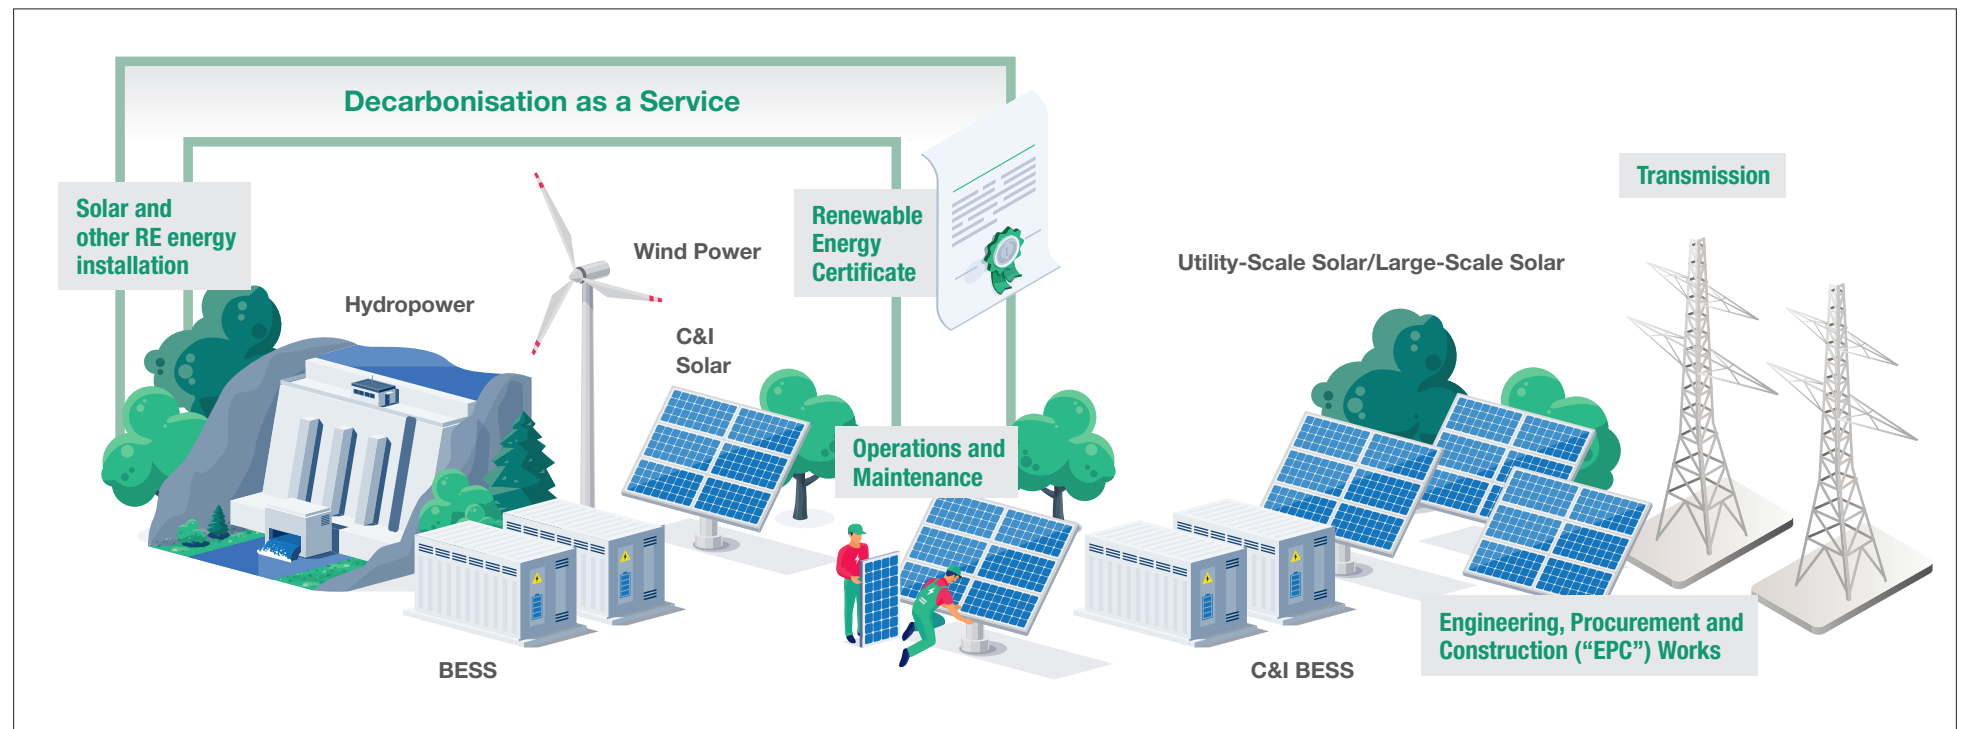 Decarbonisation as a Service
Solar and
other RE energy
installation
Hydropower
Wind Power
C&I
Solar
Renewable
Energy
Certificate
Operations and
Maintenance
Utility-Scale Solar/Large-Scale Solar
Transmission
BESS
C&I BESS
Engineering, Procurement and
Construction (“EPC”) Works